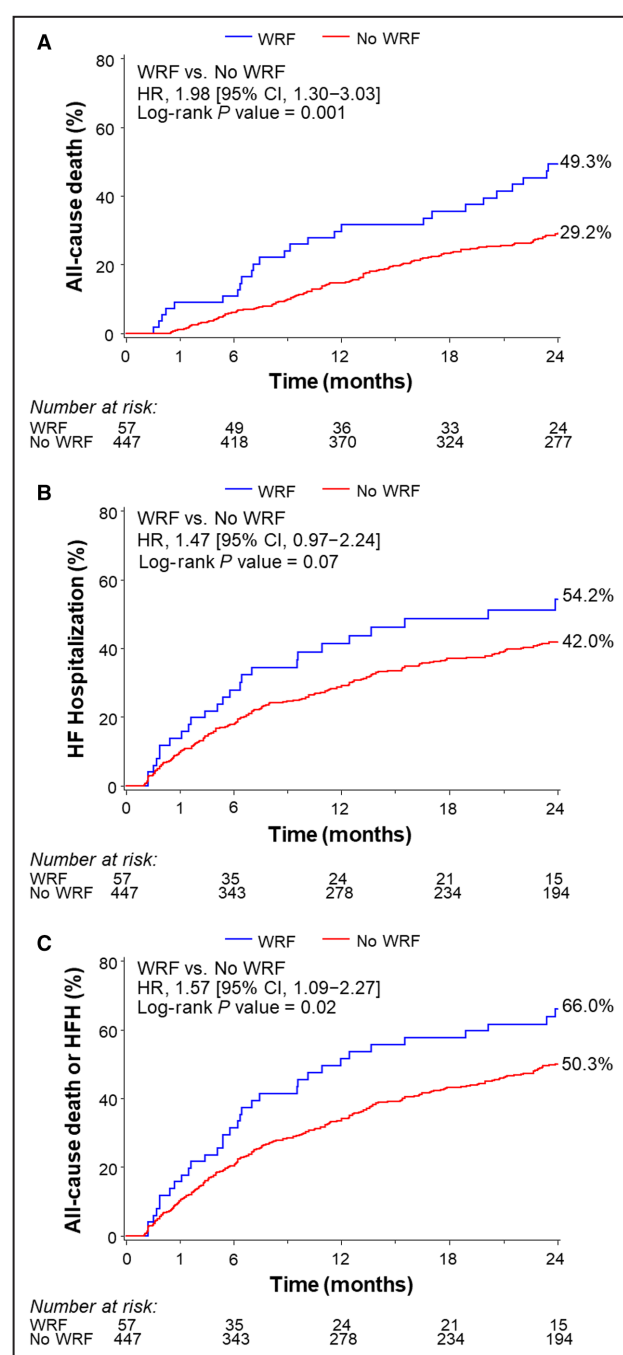 A
WRF No WRF
WRF vs. No WRF
HR, 1.98 [95% CI, 1.30−3.03]
Log-rank P value = 0.001
All-cause death (%)
80
60
40
20
0
49.3%
29.2%
0 1 6 12 18 24
Time (months)
Number at risk:
WRF 57 49 36 33 24
No WRF 447 418 370 324 277
B
WRF No WRF
WRF vs. No WRF
HR, 1.47 [95% CI, 0.97−2.24]
Log-rank P value = 0.07
HF Hospitalization (%)
80
60
40
20
0
54.2%
42.0%
0 1 6 12 18 24
Time (months)
Number at risk:
WRF 57 35 24 21 15
No WRF 447 343 278 234 194
C
WRF No WRF
WRF vs. No WRF
HR, 1.57 [95% CI, 1.09−2.27]
Log-rank P value = 0.02
All-cause death or HFH (%)
80
60
40
20
0
66.0%
50.3%
0 1 6 12 18 24
Time (months)
Number at risk:
WRF 57 35 24 21 15
No WRF 447 343 278 234 194